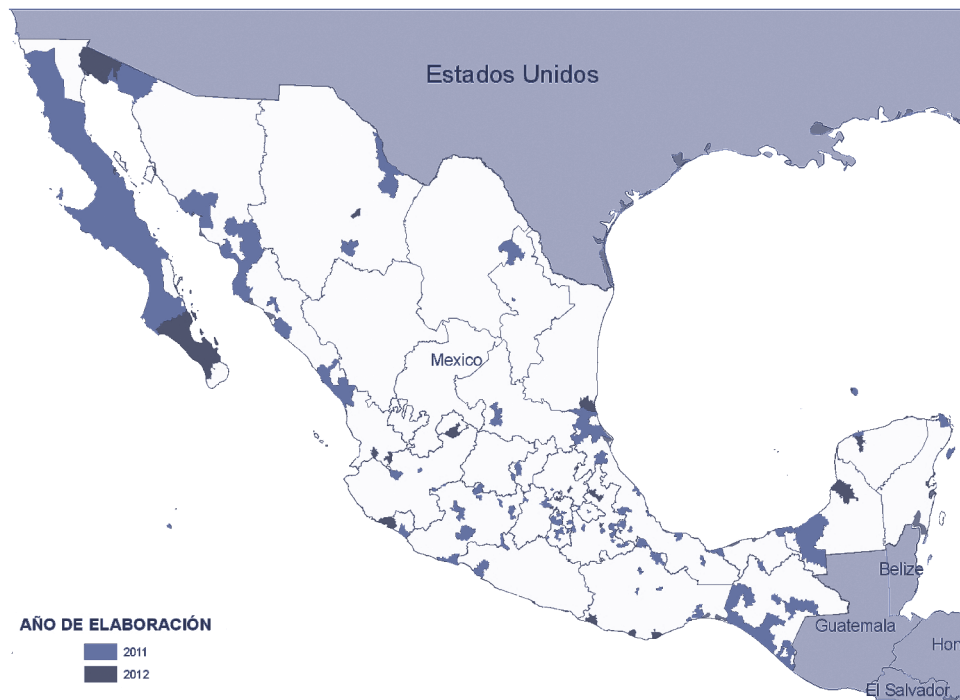 Estados Unidos
Mexico
Belize
Guatemala
Hon
El Salvador
AÑO DE ELABORACIÓN
2011
2012